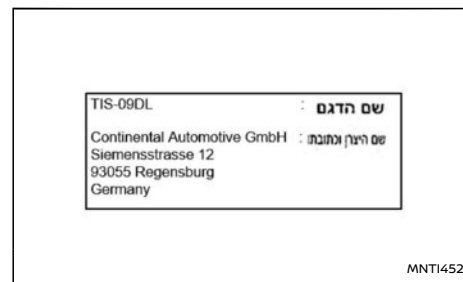 שם הדגם : TIS-09DL
שם היצרן וכתובתו : Continental Automotive GmbH
Siemensstrasse 12
93055 Regensburg
Germany
MNTI452